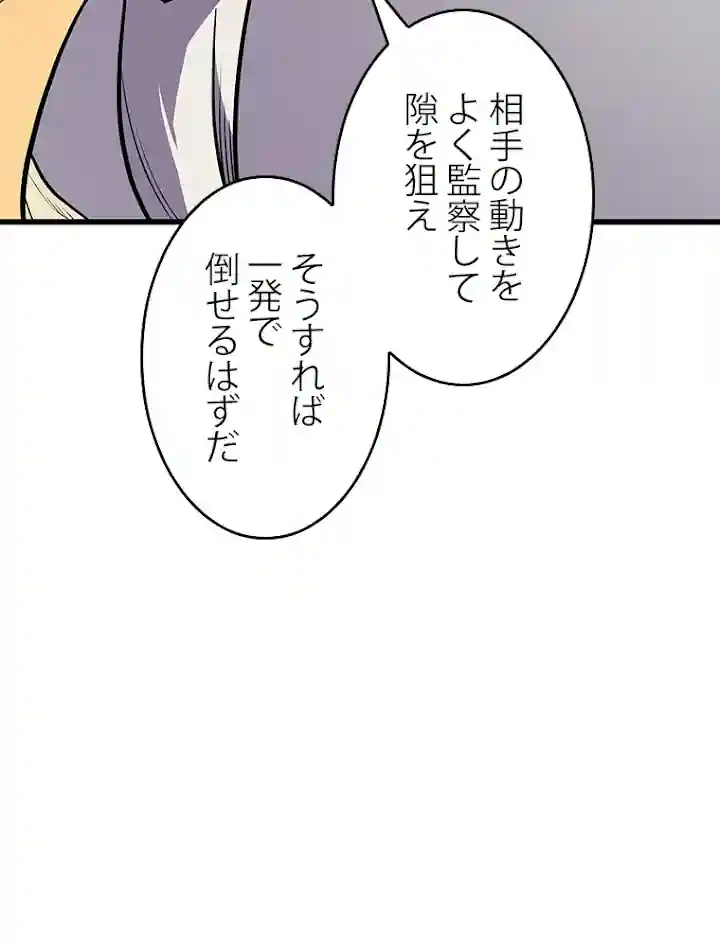 相手の動きを
よく監察して
隙を狙え
そうすれば
一発で
倒せるはずだ